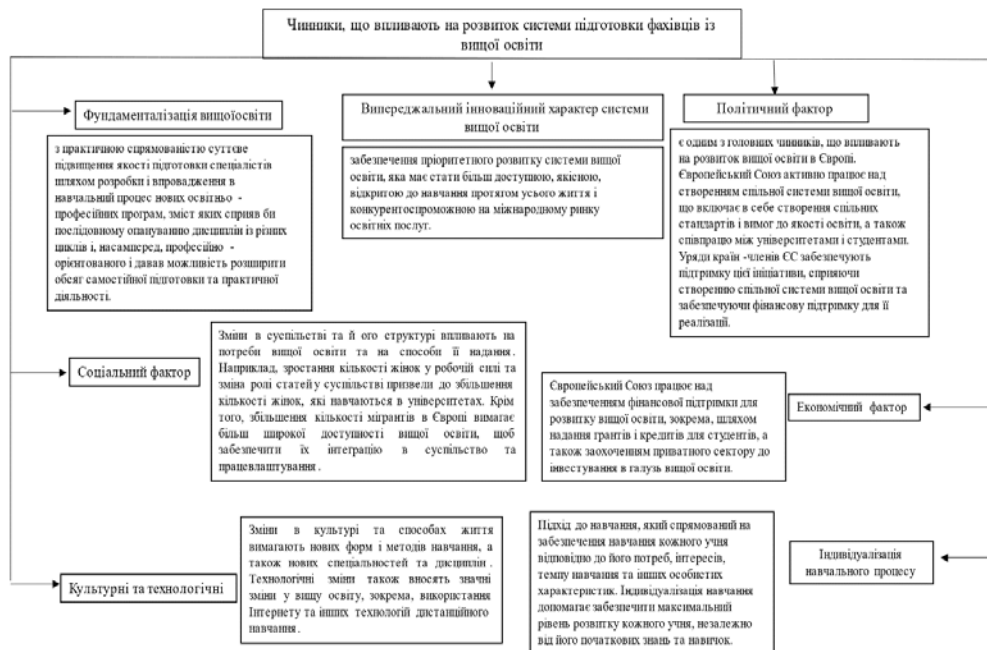 Чинники, що впливають на розвиток системи підготовки фахівців із
вищої освіти
Фундаменталізація вищоїосвіти
з практичною спрямованістю суттєве
підвищення якості підготовки спеціалістів
шляхом розробки і впровадження в
навчальний процес нових освітньо -
професійних програм, зміст яких сприяв би
послідовному опануванню дисциплін із різних
циклів і, насамперед, професійно -
орієнтованого і давав можливість розширити
обсяг самостійної підготовки та практичної
діяльності.
Випереджальний інноваційний характер системи
вищої освіти
забезпечення пріоритетного розвитку системи вищої
освіти, яка має стати більш доступною, якісною,
відкритою до навчання протягом усього життя і
конкурентоспроможною на міжнародному ринку
освітніх послуг.
Політичний фактор
є одним з головних чинників, що впливають
на розвиток вищої освіти в Європі.
Європейський Союз активно працює над
створенням спільної системи вищої освіти,
що включає в себе створення спільних
стандартів і вимог до якості освіти, а також
співпрацю між університетами і студентами.
Уряди країн -членів ЄС забезпечують
підтримку цієї ініціативи, сприяючи
створенню спільної системи вищої освіти та
забезпечуючи фінансову підтримку для її
реалізації.
Соціальний фактор
Зміни в суспільстві та й ого структурі впливають на
потреби вищої освіти та на способи її надання.
Наприклад, зростання кількості жінок у робочій силі та
зміна ролі статей у суспільстві призвели до збільшення
кількості жінок, які навчаються в університетах. Крім
того, збільшення кількості мігрантів в Європі вимагає
більш широкої доступності вищої освіти, щоб
забезпечити їх інтеграцію в суспільство та
працевлаштування.
Європейський Союз працює над
забезпеченням фінансової підтримки для
розвитку вищої освіти, зокрема, шляхом
надання грантів і кредитів для студентів, а
також заохоченням приватного сектору до
інвестування в галузь вищої освіти.
Економічний фактор
Культурні та технологічні
Зміни в культурі та способах життя
вимагають нових форм і методів навчання, а
також нових спеціальностей та дисциплін.
Технологічні зміни також вносять значні
зміни у вищу освіту, зокрема, використання
Інтернету та інших технологій дистанційного
навчання.
Підхід до навчання, який спрямований на
забезпечення навчання кожного учня
відповідно до його потреб, інтересів,
темпу навчання та інших особистих
характеристик. Індивідуалізація навчання
допомагає забезпечити максимальний
рівень розвитку кожного учня, незалежно
від його початкових знань та навичок.
Індивідуалізація
навчального процесу